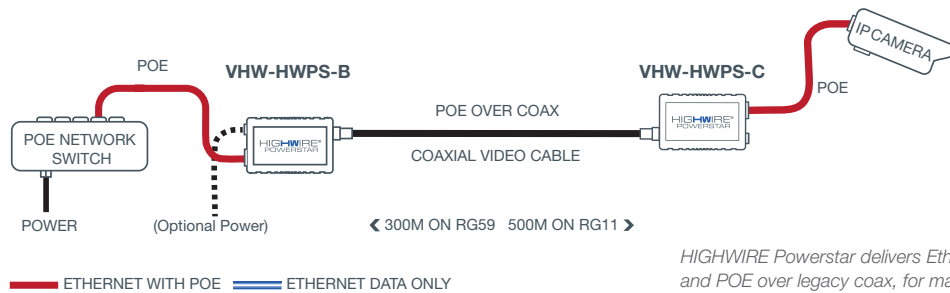 POE
VHW-HWPS-B
VHW-HWPS-C
IP CAMERA
POE
POE OVER COAX
POE NETWORK
SWITCH
HIGHWIRE®
POWERSTAR
HIGHWIRE®
POWERSTAR
COAXIAL VIDEO CABLE
POWER
(Optional Power)
300M ON RG59 500M ON RG11
HIGHWIRE Powerstar delivers Eth
and POE over legacy coax, for ma
ETHERNET WITH POE
ETHERNET DATA ONLY